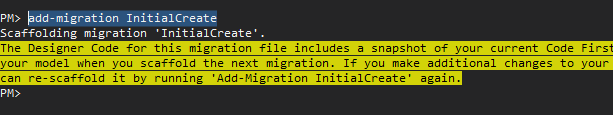 PM> add-migration InitialCreate
Scaffolding migration 'InitialCreate'.
The Designer Code for this migration file includes a snapshot of your current Code First
your model when you scaffold the next migration. If you make additional changes to your
can re-scaffold it by running 'Add-Migration InitialCreate' again.
PM>